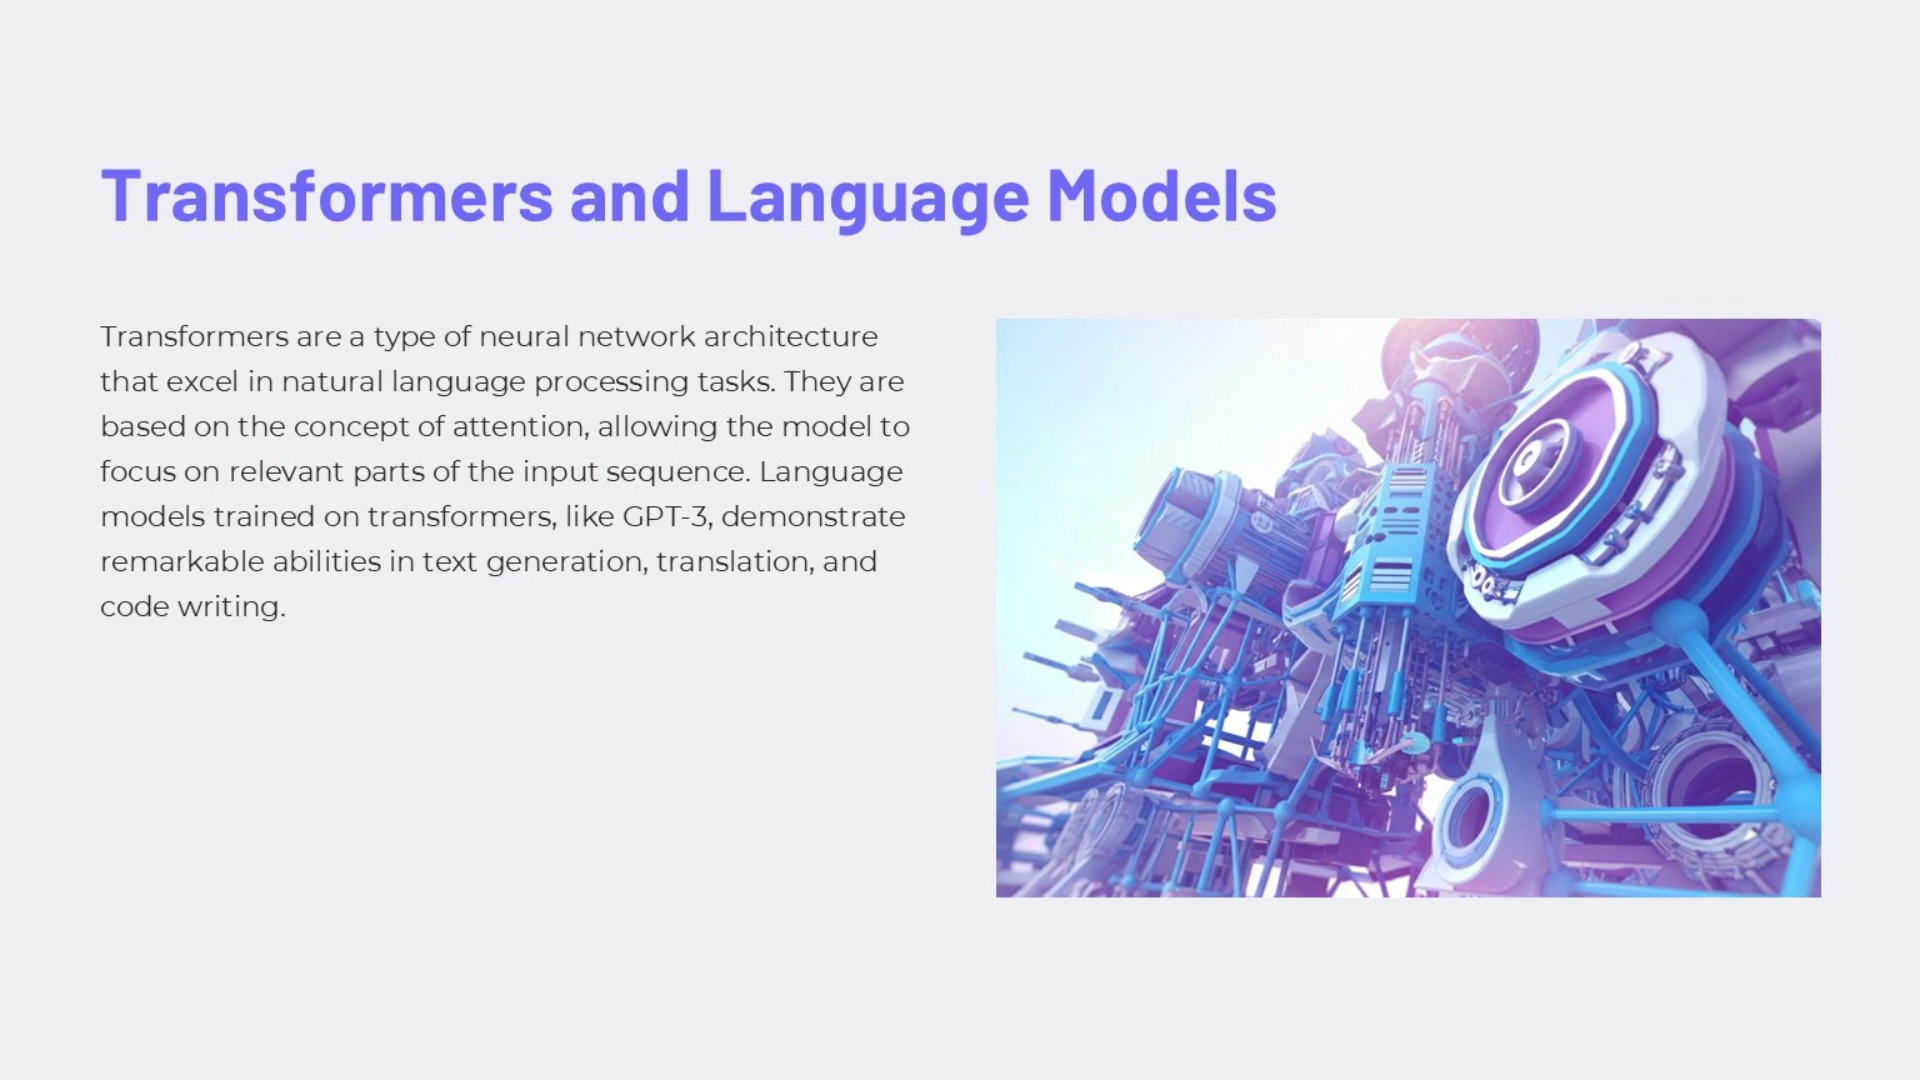 Transformers and Language Models
Transformers are a type of neural network architecture
that excel in natural language processing tasks. They are
based on the concept of attention, allowing the model to
focus on relevant parts of the input sequence. Language
models trained on transformers, like GPT-3, demonstrate
remarkable abilities in text generation, translation, and
code writing.